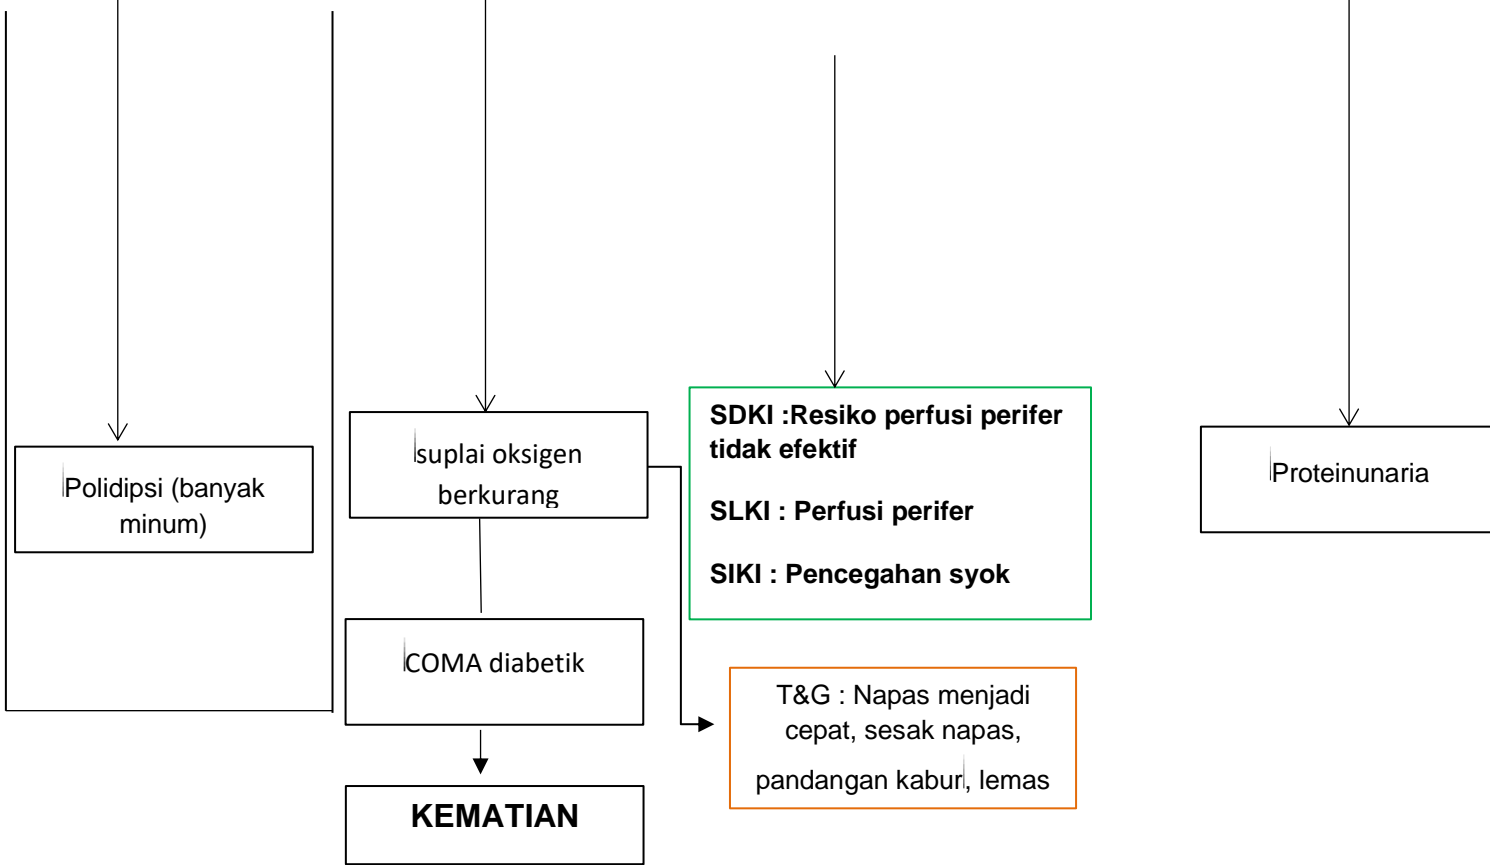 Polidipsi (banyak
minum)
suplai oksigen
berkurang
COMA diabetik
KEMATIAN
SDKI :Resiko perfusi perifer
tidak efektif
SLKI : Perfusi perifer
SIKI : Pencegahan syok
T&G : Napas menjadi
cepat, sesak napas,
pandangan kabur, lemas
Proteinunaria